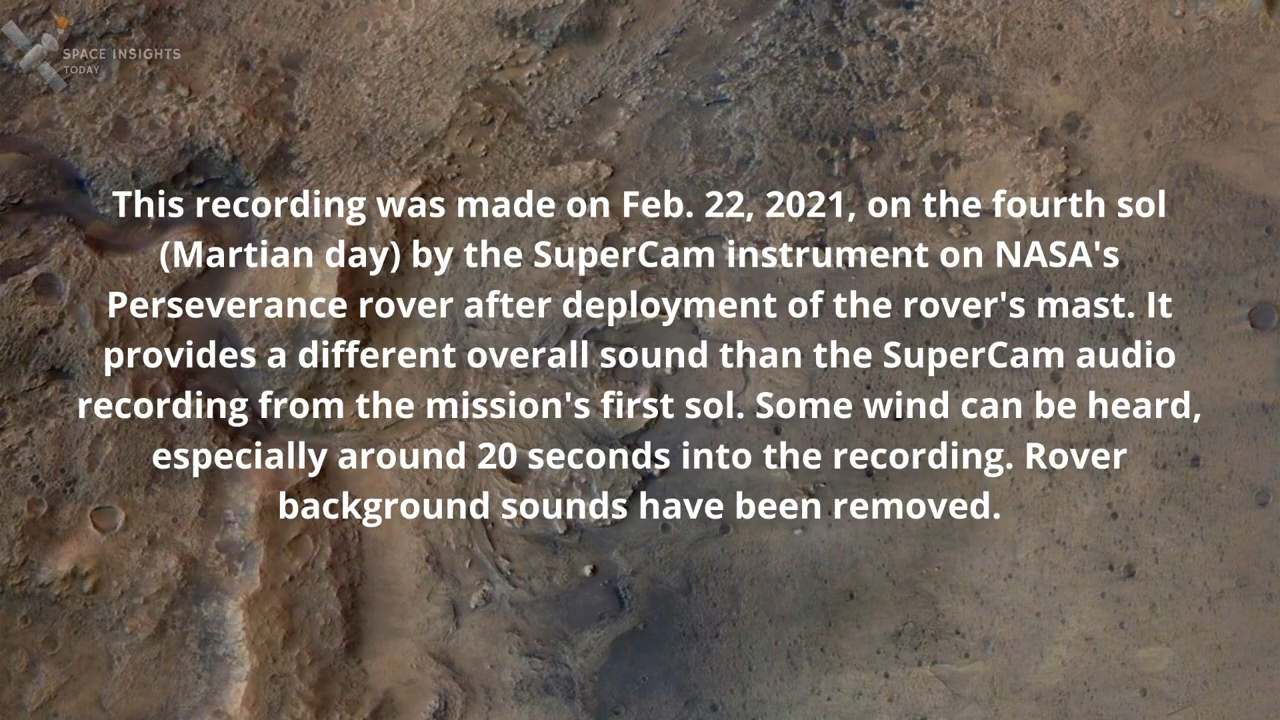 SPACE INSIGHTS
TODAY
This recording was made on Feb. 22, 2021, on the fourth sol
(Martian day) by the SuperCam instrument on NASA's
Perseverance rover after deployment of the rover's mast. It
provides a different overall sound than the SuperCam audio
recording from the mission's first sol. Some wind can be heard,
especially around 20 seconds into the recording. Rover
background sounds have been removed.